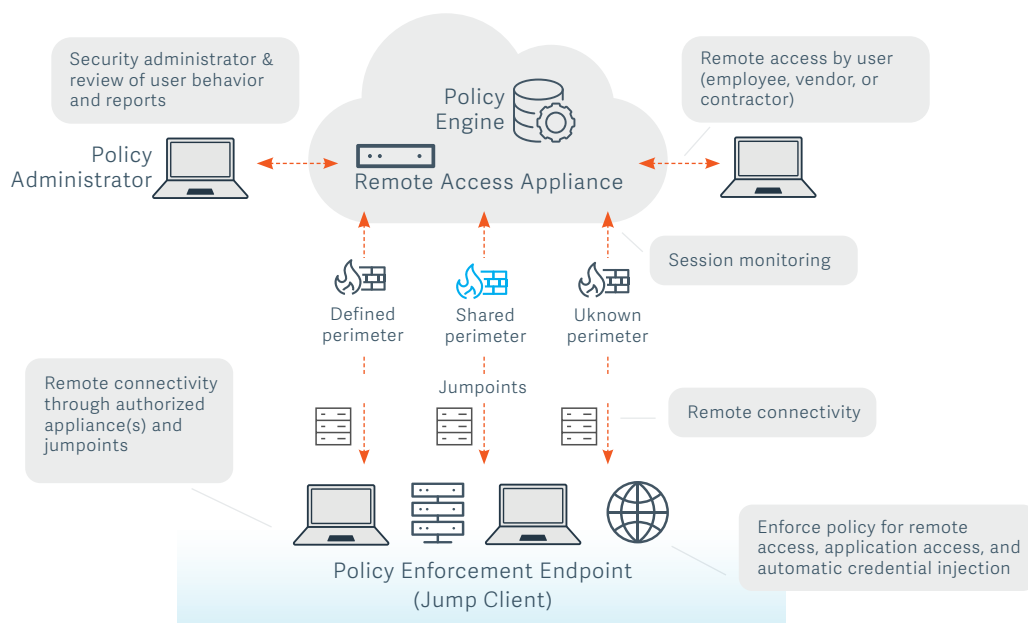 Security administrator &
review of user behavior
and reports
Policy
Engine
Remote access by user
(employee, vendor, or
contractor)
Policy
Administrator
Remote Access Appliance
Session monitoring
Defined
perimeter
Shared
perimeter
Uknown
perimeter
Remote connectivity
through authorized
appliance(s) and
jumpoints
Jumpoints
Remote connectivity
Enforce policy for remote
access, application access, and
automatic credential injection
Policy Enforcement Endpoint
(Jump Client)